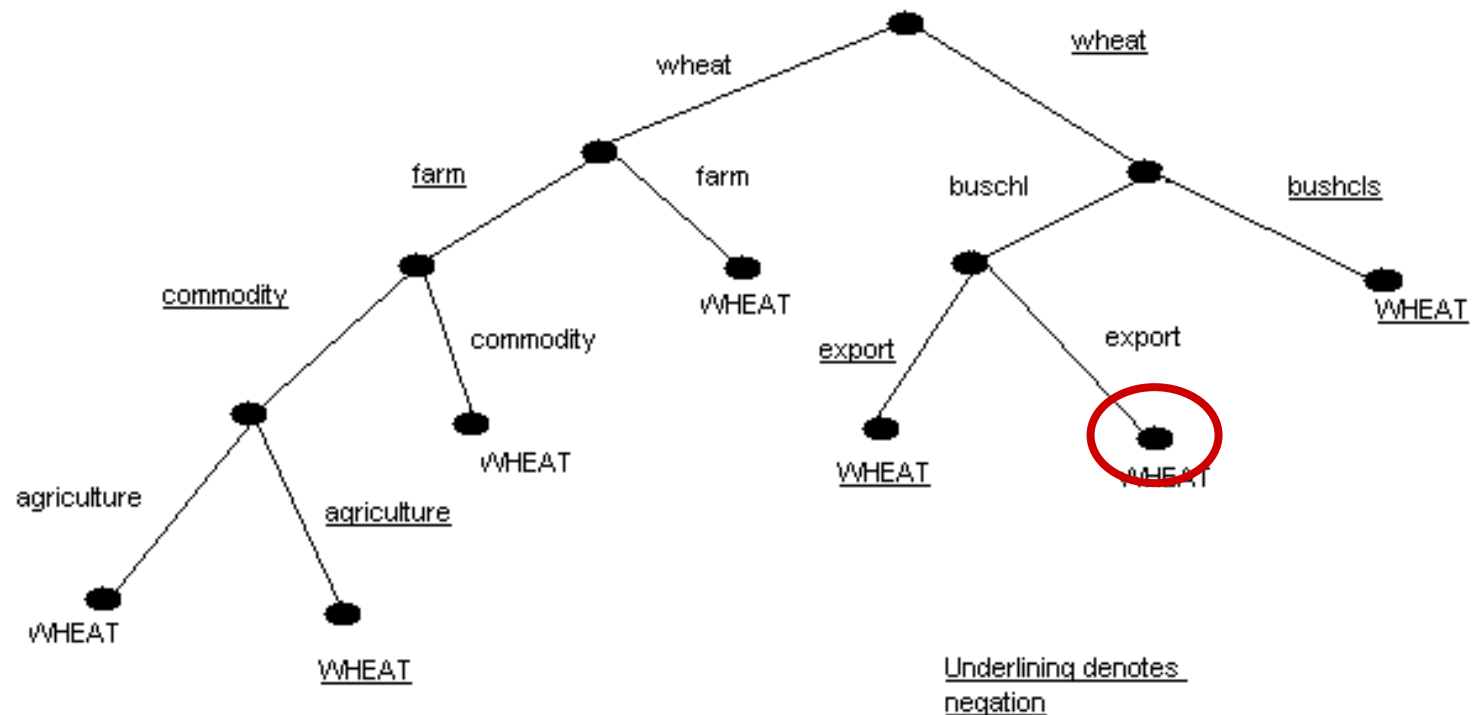 wheat
wheat
farm
farm
buschl
bushcls
commodity
WHEAT
WHEAT
commodity
export
export
WHEAT
WHEAT
WHEAT
agriculture
agriculture
WHEAT
WHEAT
Underlining denotes
negation